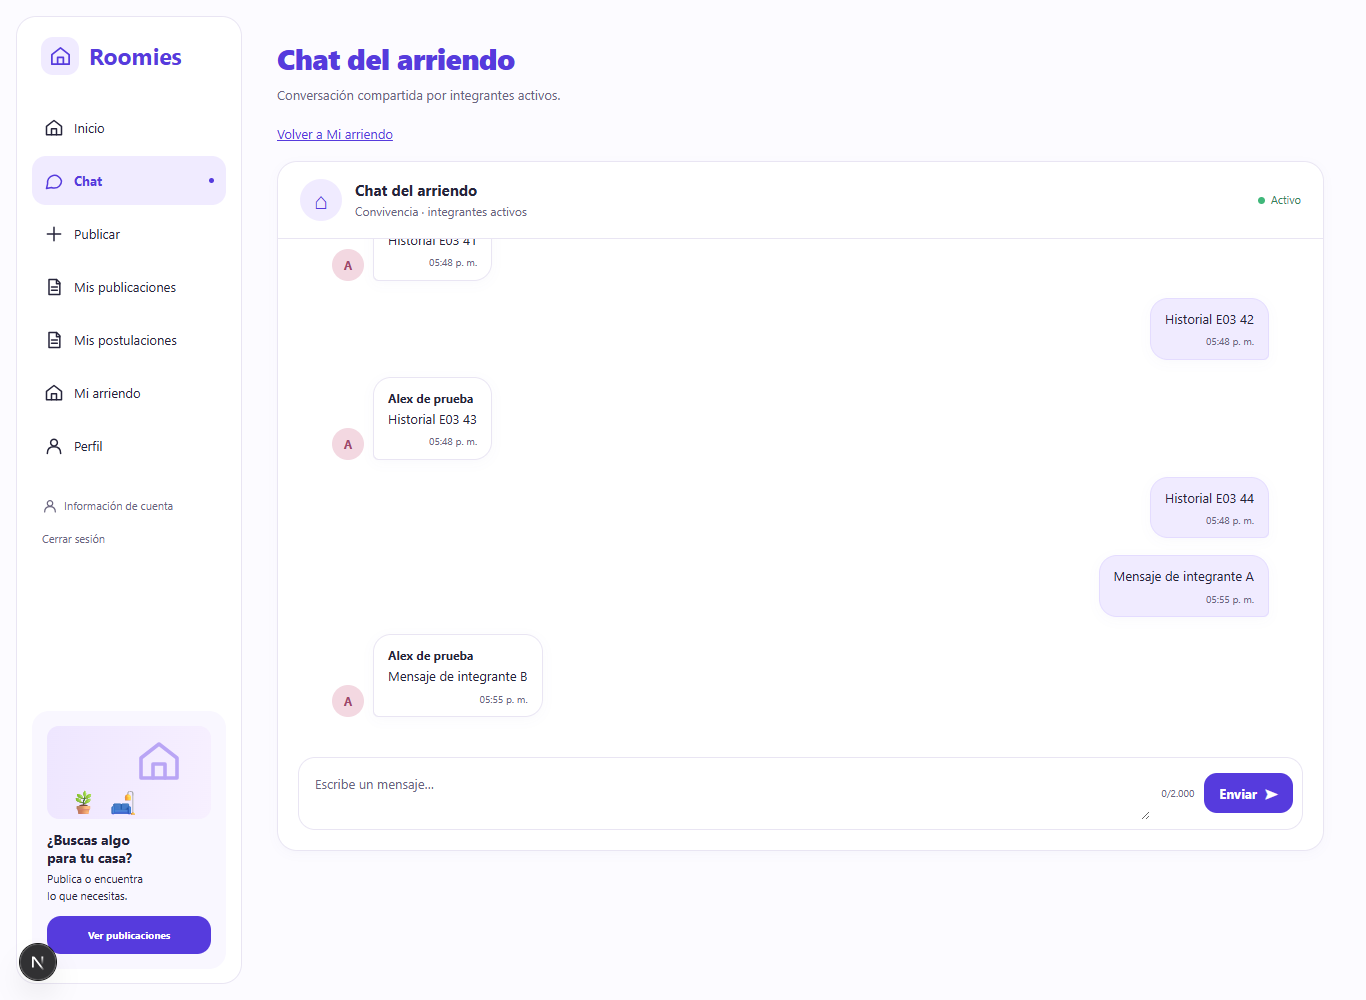 Roomies
Inicio
Chat
Publicar
Mis publicaciones
Mis postulaciones
Mi arriendo
Perfil
Información de cuenta
Cerrar sesión
¿Buscas algo
para tu casa?
Publica o encuentra
lo que necesitas.
Ver publicaciones
N
Chat del arriendo
Conversación compartida por integrantes activos.
Volver a Mi arriendo
Chat del arriendo
Convivencia · integrantes activos
Activo
Historial E03 41
A
05:48 p. m.
Historial E03 42
05:48 p. m.
Alex de prueba
Historial E03 43
A
05:48 p. m.
Historial E03 44
05:48 p. m.
Mensaje de integrante A
05:55 p. m.
Alex de prueba
Mensaje de integrante B
A
05:55 p. m.
Escribe un mensaje...
0/2.000
Enviar